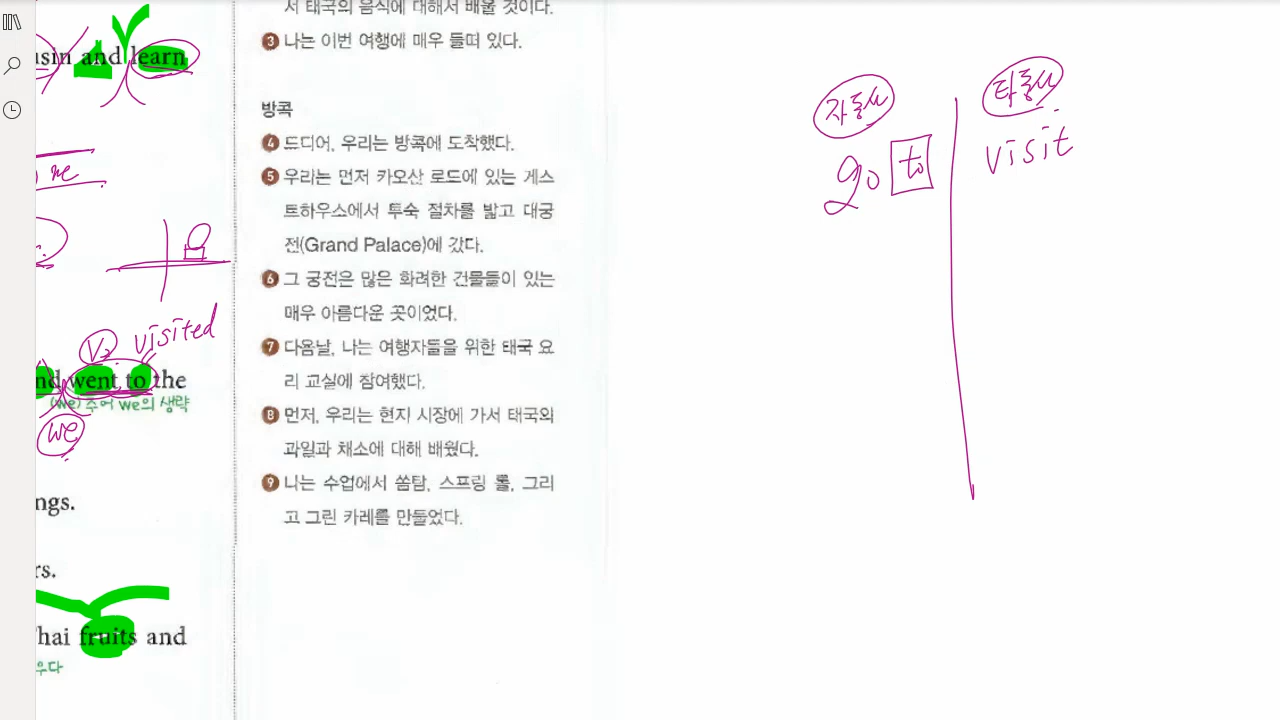 usin and learn
ne
visited
V₂
nd went to the
(we) 주어 we의 생략
we
ngs.
rs.
Thai fruits and
우다
서 태국의 음식에 대해서 배울 것이다.
3 나는 이번 여행에 매우 들떠 있다.
방콕
4 드디어, 우리는 방콕에 도착했다.
5 우리는 먼저 카오산 로드에 있는 게스
트하우스에서 투숙 절차를 밟고 대궁
전(Grand Palace)에 갔다.
6 그 궁전은 많은 화려한 건물들이 있는
매우 아름다운 곳이었다.
7 다음날, 나는 여행자들을 위한 태국 요
리 교실에 참여했다.
8 먼저, 우리는 현지 시장에 가서 태국의
과일과 채소에 대해 배웠다.
9 나는 수업에서 쏨탐, 스프링 롤, 그리
고 그린 카레를 만들었다.
자동사
go to
타동사
visit